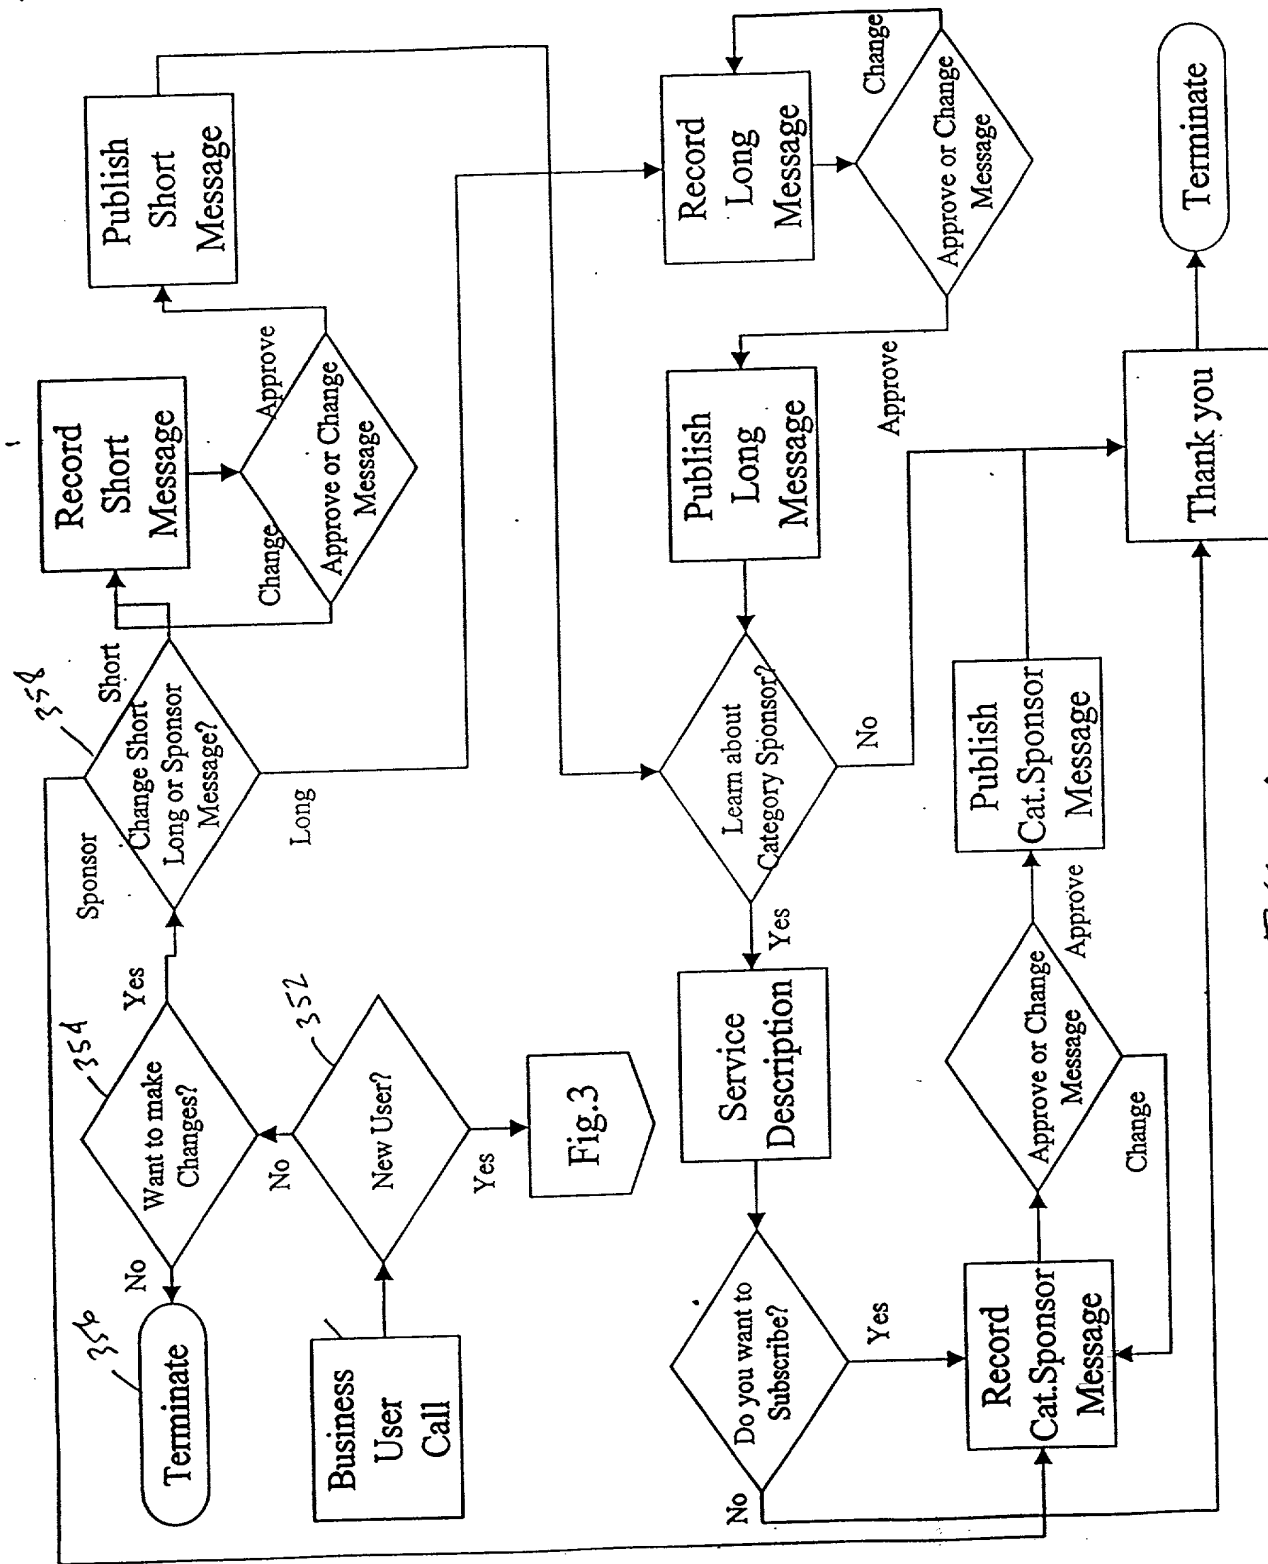 Business
User
Call
New User?
352
Yes
Fig.3
No
Want to make
Changes?
354
No
Terminate
356
Yes
Change Short
Long or Sponsor
Message?
358
Sponsor
Short
Long
Record
Short
Message
Approve or Change
Message
Change
Approve
Publish
Short
Message
Record
Long
Message
Approve or Change
Message
Change
Approve
Publish
Long
Message
Learn about
Category Sponsor?
No
Yes
Service
Description
Do you want to
Subscribe?
No
Yes
Record
Cat.Sponsor
Message
Approve or Change
Message
Change
Approve
Publish
Cat.Sponsor
Message
Thank you
Terminate